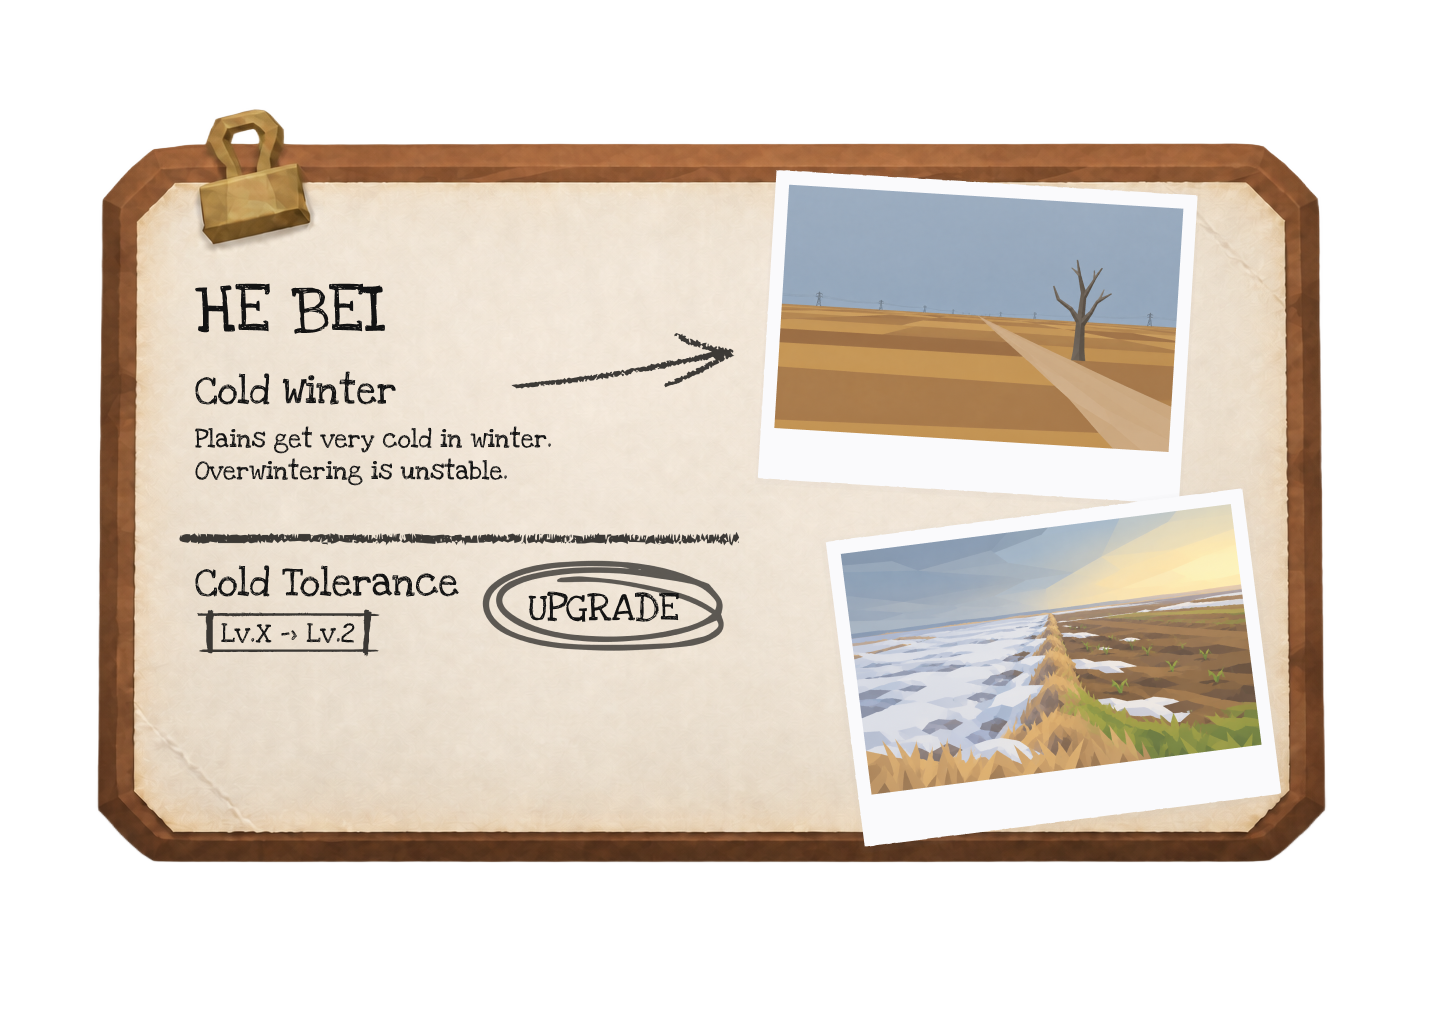 HE BEI
Cold Winter
Plains get very cold in winter.
Overwintering is unstable.
Cold Tolerance
UPGRADE
Lv.X -> Lv.2